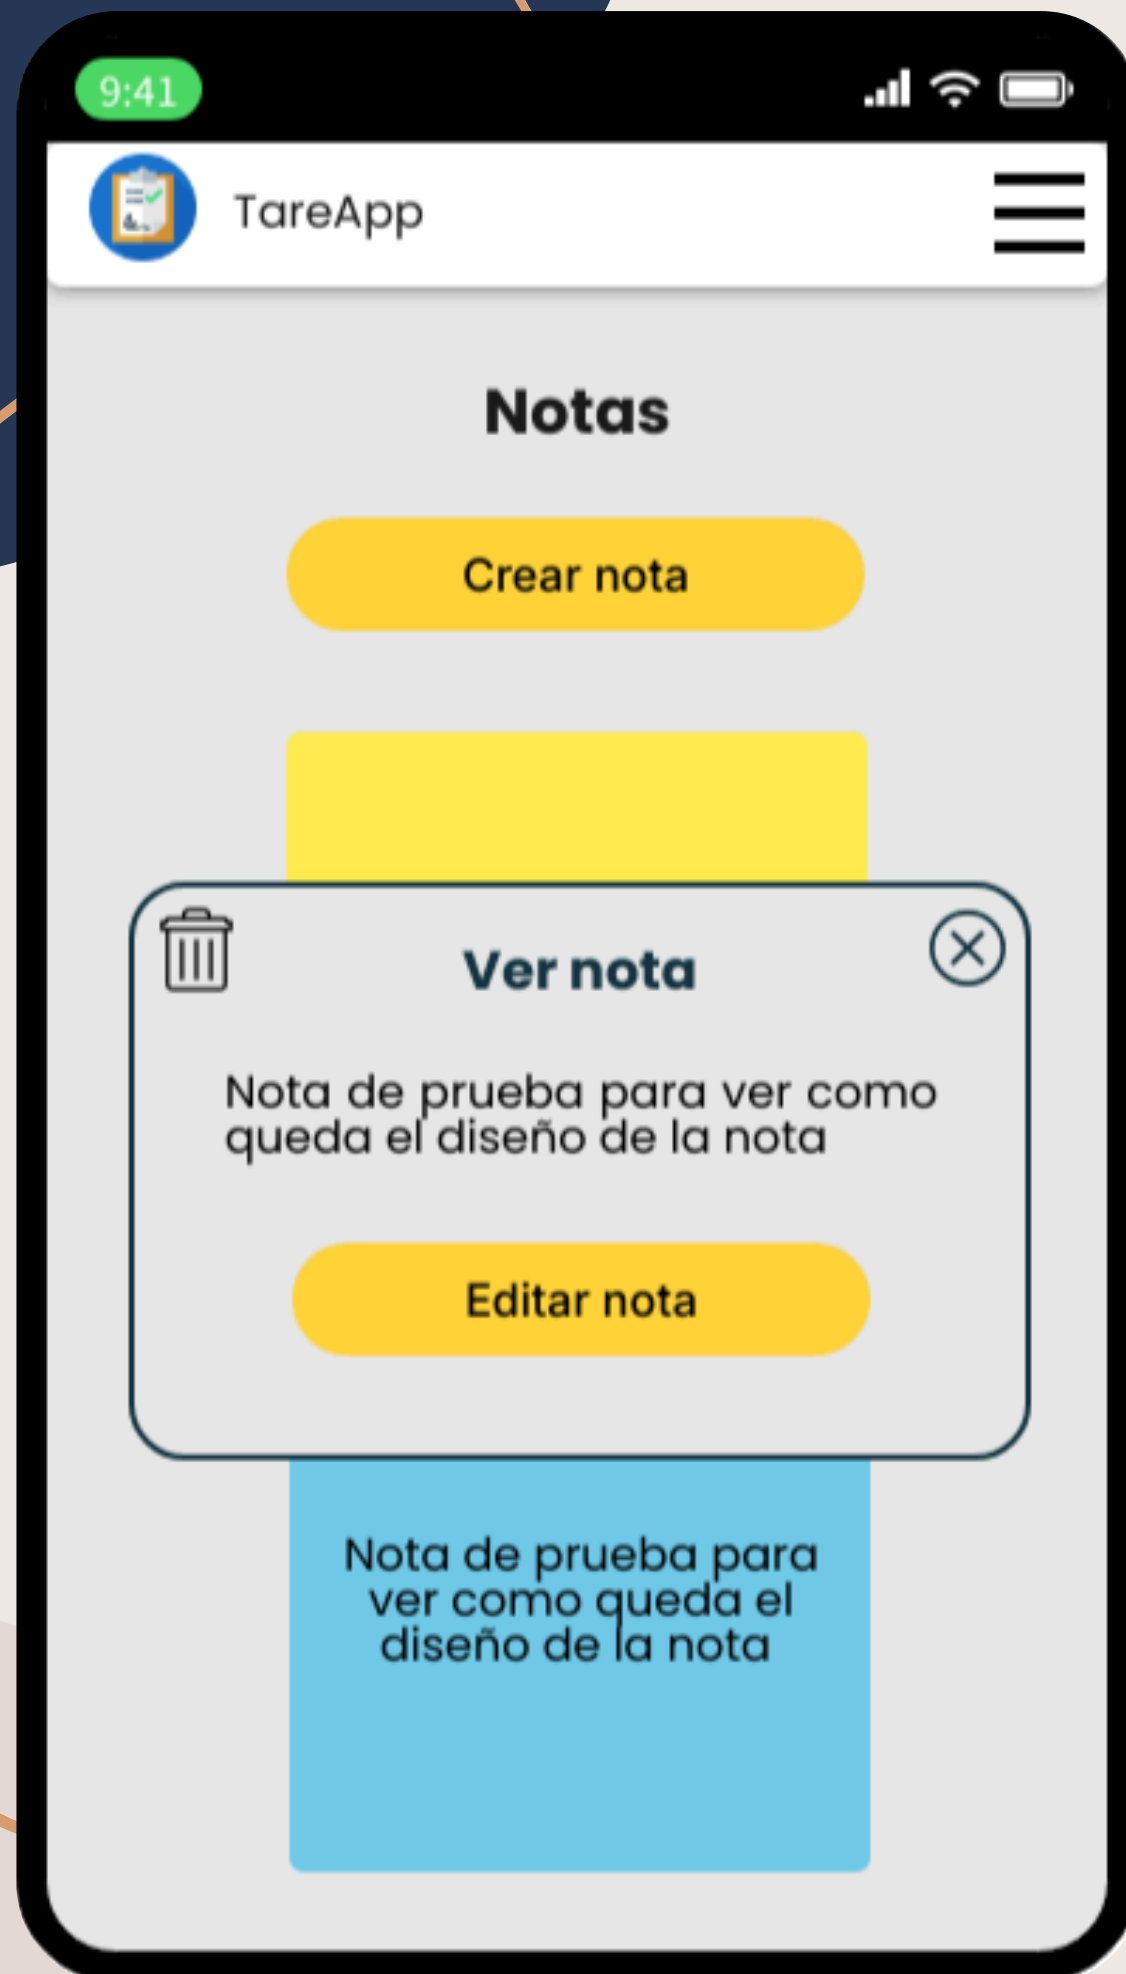 9:41
TareApp
Notas
Crear nota
Ver nota
Nota de prueba para ver como
queda el diseño de la nota
Editar nota
Nota de prueba para
ver como queda el
diseño de la nota